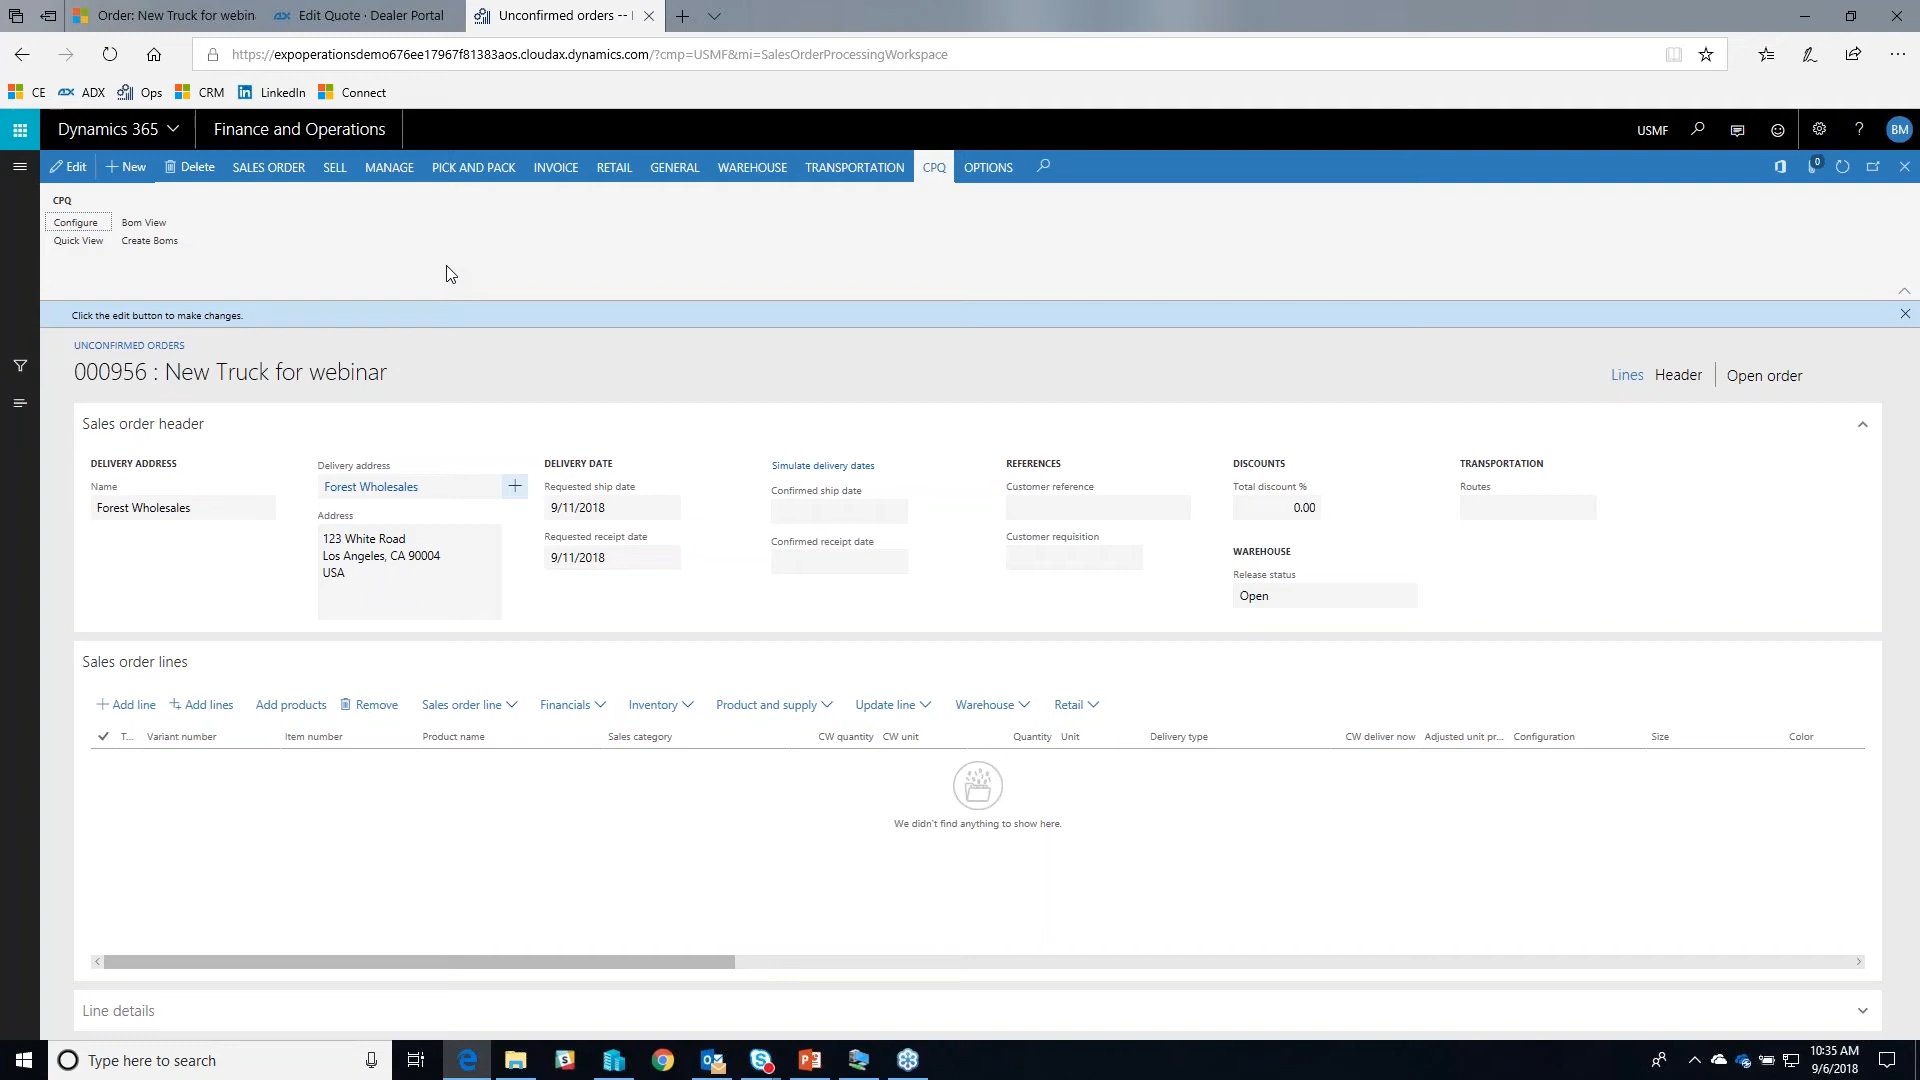 Order: New Truck for webin
Edit Quote · Dealer Portal
Unconfirmed orders -- I
https://expoperationsdemo676ee17967f81383aos.cloudax.dynamics.com/?cmp=USMF&mi=SalesOrderProcessingWorkspace
CE ADX Ops CRM LinkedIn Connect
Dynamics 365 Finance and Operations USMF ? BM
Edit + New Delete SALES ORDER SELL MANAGE PICK AND PACK INVOICE RETAIL GENERAL WAREHOUSE TRANSPORTATION CPQ OPTIONS 0
CPQ
Configure Bom View
Quick View Create Boms
Click the edit button to make changes.
UNCONFIRMED ORDERS
000956 : New Truck for webinar
Lines Header Open order
Sales order header
DELIVERY ADDRESS
Name
Forest Wholesales
Delivery address
Forest Wholesales
Address
123 White Road
Los Angeles, CA 90004
USA
DELIVERY DATE
Requested ship date
9/11/2018
Requested receipt date
9/11/2018
Simulate delivery dates
Confirmed ship date
Confirmed receipt date
REFERENCES
Customer reference
Customer requisition
DISCOUNTS
Total discount %
0.00
WAREHOUSE
Release status
Open
TRANSPORTATION
Routes
Sales order lines
+ Add line Add lines Add products Remove Sales order line Financials Inventory Product and supply Update line Warehouse Retail
T... Variant number Item number Product name Sales category CW quantity CW unit Quantity Unit Delivery type CW deliver now Adjusted unit pr... Configuration Size Color
We didn't find anything to show here.
Line details
Type here to search
10:35 AM
9/6/2018